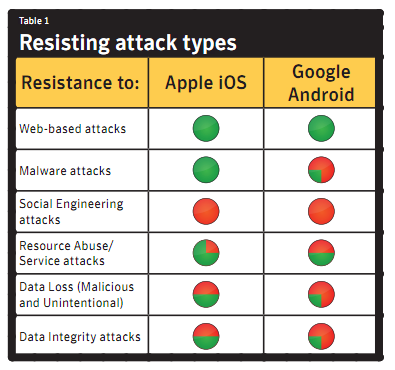 Table 1
Resisting attack types
Resistance to: Apple iOS Google
Android
Web-based attacks
Malware attacks
Social Engineering
attacks
Resource Abuse/
Service attacks
Data Loss (Malicious
and Unintentional)
Data Integrity attacks